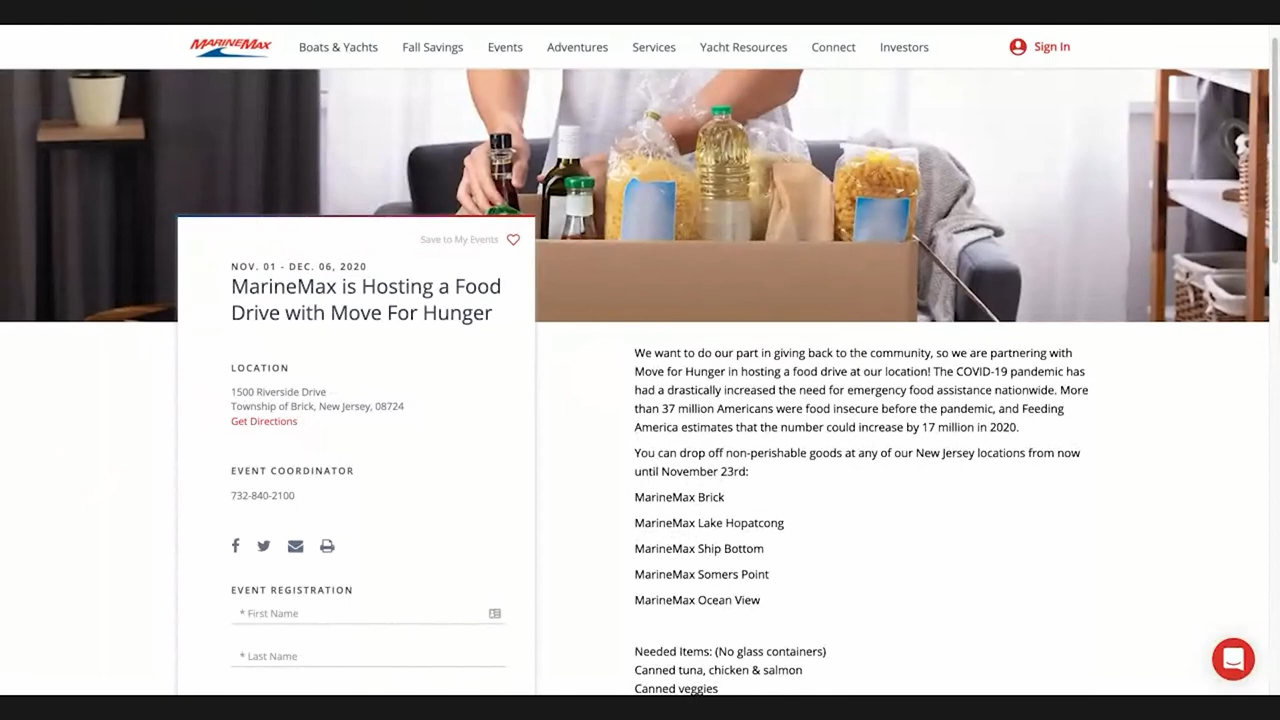 MARINEMAX
Boats & Yachts Fall Savings Events Adventures Services Yacht Resources Connect Investors Sign In
Save to My Events
NOV. 01 - DEC. 06, 2020
MarineMax is Hosting a Food
Drive with Move For Hunger
LOCATION
1500 Riverside Drive
Township of Brick, New Jersey, 08724
Get Directions
EVENT COORDINATOR
732-840-2100
EVENT REGISTRATION
* First Name
* Last Name
We want to do our part in giving back to the community, so we are partnering with
Move for Hunger in hosting a food drive at our location! The COVID-19 pandemic has
had a drastically increased the need for emergency food assistance nationwide. More
than 37 million Americans were food insecure before the pandemic, and Feeding
America estimates that the number could increase by 17 million in 2020.
You can drop off non-perishable goods at any of our New Jersey locations from now
until November 23rd:
MarineMax Brick
MarineMax Lake Hopatcong
MarineMax Ship Bottom
MarineMax Somers Point
MarineMax Ocean View
Needed Items: (No glass containers)
Canned tuna, chicken & salmon
Canned veggies